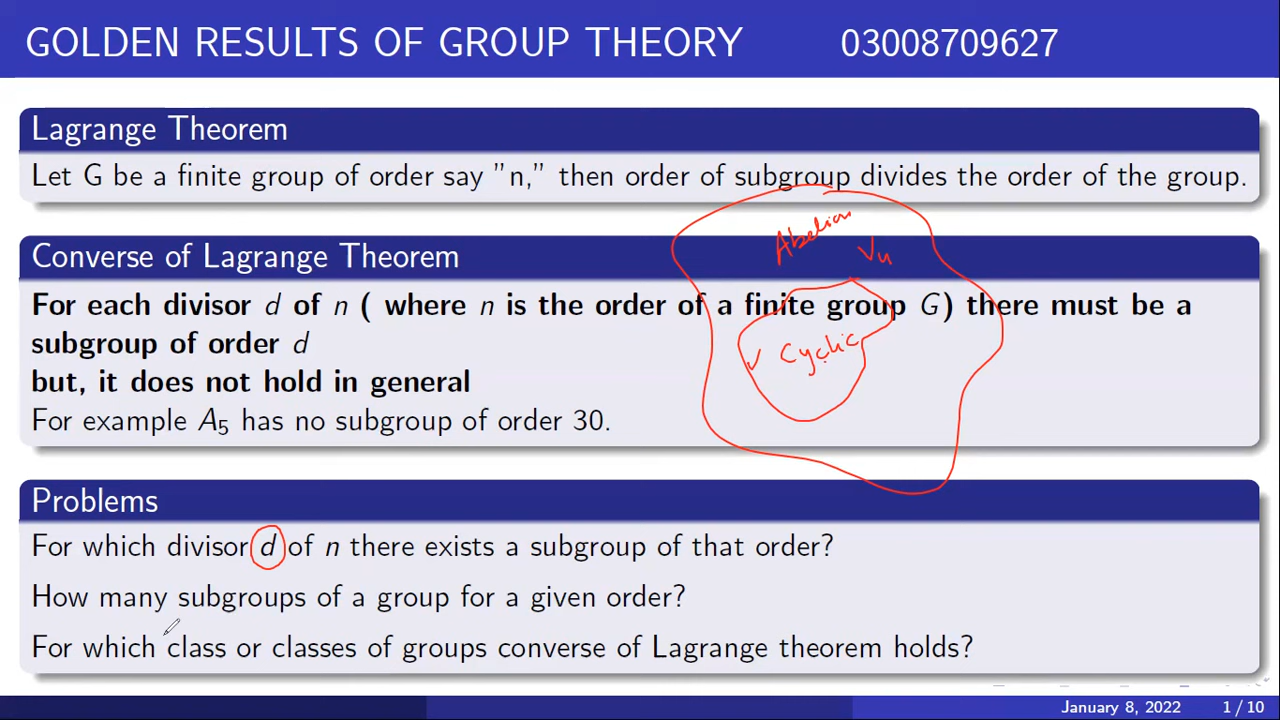 GOLDEN RESULTS OF GROUP THEORY 03008709627
Lagrange Theorem
Let G be a finite group of order say ”n,” then order of subgroup divides the order of the group.
Converse of Lagrange Theorem
Abelian
V4
For each divisor d of n ( where n is the order of a finite group G) there must be a
subgroup of order d
Cyclic
but, it does not hold in general
For example A5 has no subgroup of order 30.
Problems
For which divisor d of n there exists a subgroup of that order?
How many subgroups of a group for a given order?
For which class or classes of groups converse of Lagrange theorem holds?
January 8, 2022 1 / 10